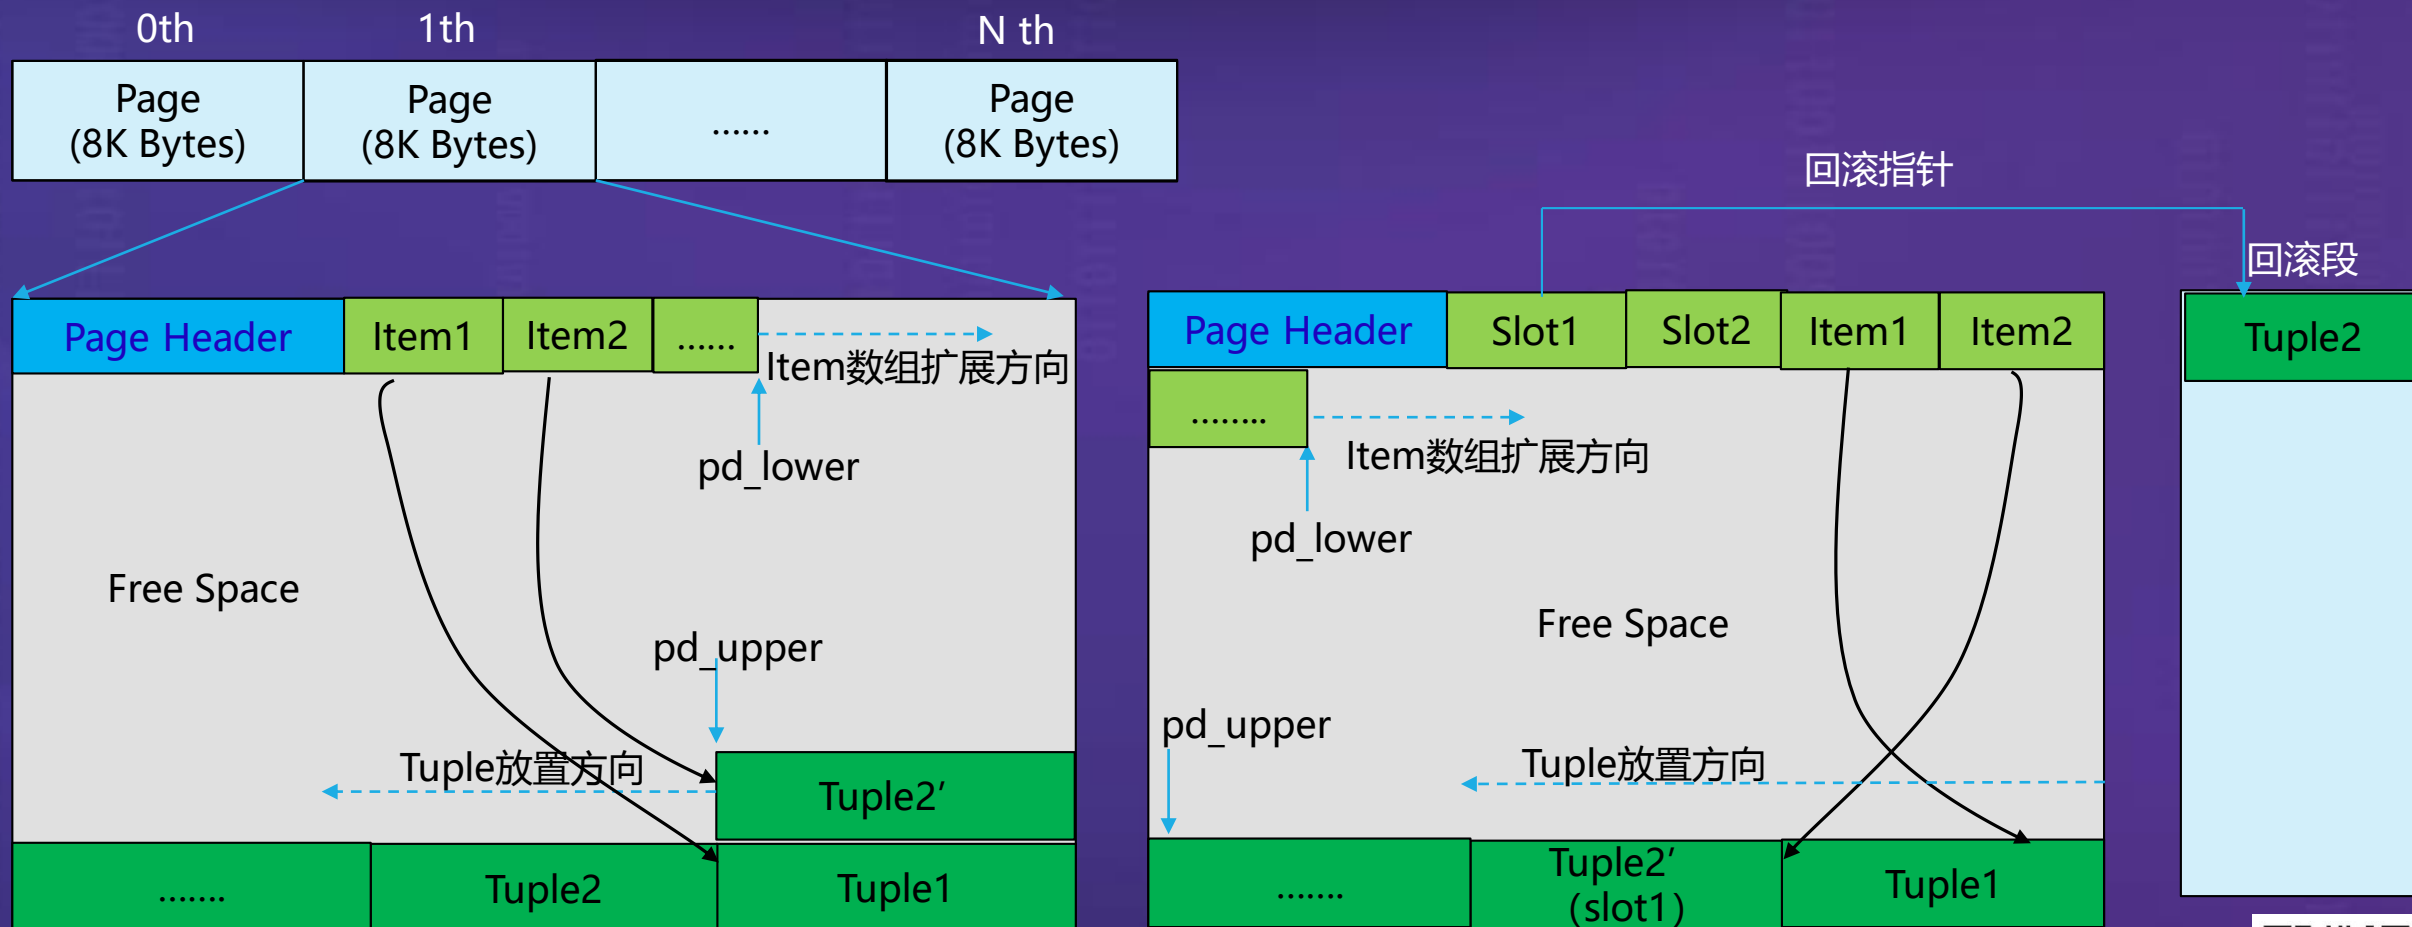 0th
1th
N th
Page
(8K Bytes)
Page
(8K Bytes)
......
Page
(8K Bytes)
Page Header
Item1
Item2
......
Item数组扩展方向
pd_lower
Free Space
pd_upper
Tuple放置方向
Tuple2'
.......
Tuple2
Tuple1
回滚指针
回滚段
Page Header
Slot1
Slot2
Item1
Item2
Tuple2
........
Item数组扩展方向
pd_lower
Free Space
pd_upper
Tuple放置方向
.......
Tuple2'
(slot1)
Tuple1